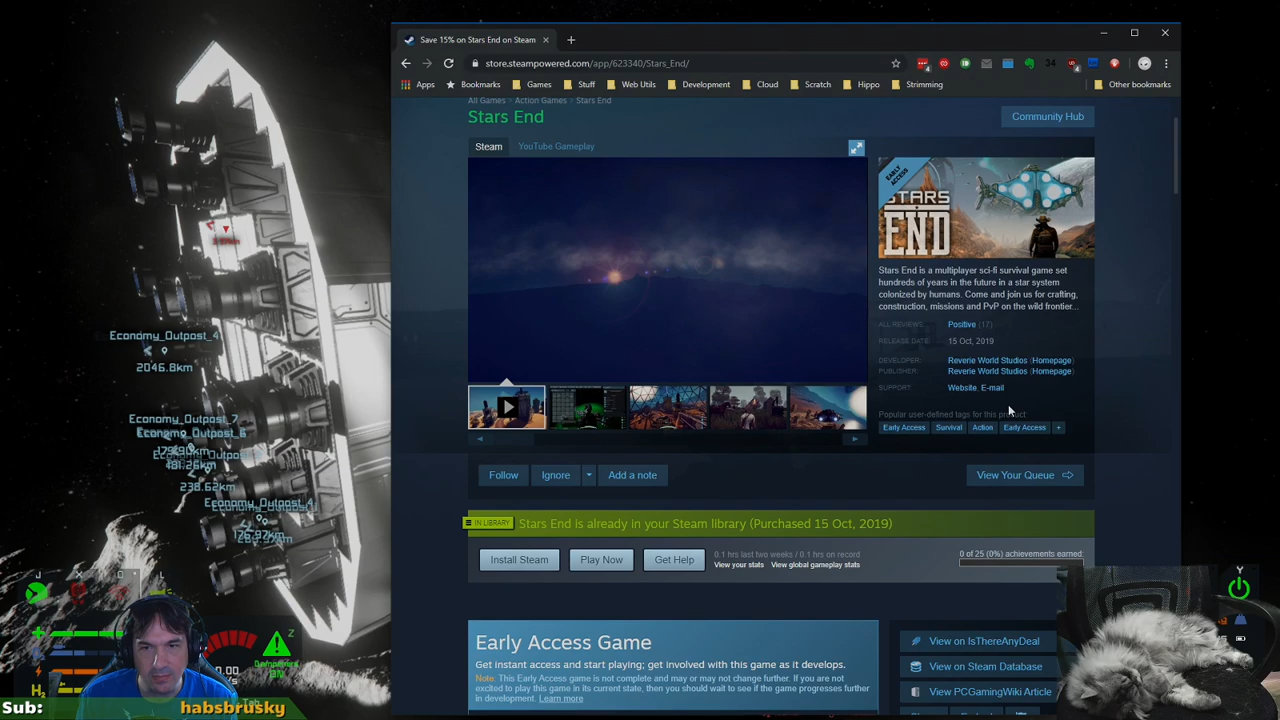 Save 15% on Stars End on Steam
store.steampowered.com/app/623340/Stars_End/
Apps
Bookmarks
Games
Stuff
Web Utils
Development
Cloud
Scratch
Hippo
Strimming
Other bookmarks
All Games > Action Games > Stars End
Stars End
Community Hub
Steam
YouTube Gameplay
EARLY ACCESS
STARS
END
Stars End is a multiplayer sci-fi survival game set
hundreds of years in the future in a star system
colonized by humans. Come and join us for crafting,
construction, missions and PvP on the wild frontier...
ALL REVIEWS: Positive (17)
RELEASE DATE: 15 Oct, 2019
DEVELOPER: Reverie World Studios (Homepage)
PUBLISHER: Reverie World Studios (Homepage)
SUPPORT: Website, E-mail
Popular user-defined tags for this product
Early Access Survival Action Early Access +
Follow
Ignore
Add a note
View Your Queue
IN LIBRARY
Stars End is already in your Steam library (Purchased 15 Oct, 2019)
Install Steam
Play Now
Get Help
0.1 hrs last two weeks / 0.1 hrs on record
View your stats View global gameplay stats
0 of 25 (0%) achievements earned:
Early Access Game
Get instant access and start playing; get involved with this game as it develops.
Note: This Early Access game is not complete and may or may not change further. If you are not
excited to play this game in its current state, then you should wait to see if the game progresses further
in development. Learn more
View on IsThereAnyDeal
View on Steam Database
View PCGamingWiki Article
Economy_Outpost_4
2046.8km
Economy_Outpost_7
Economy_Outpost_6
481.26km
238.62km
Economy_Outpost_4
J
L
Z
Y
Dampeners
ON
H2
0.00
Sub:
habsbrusky